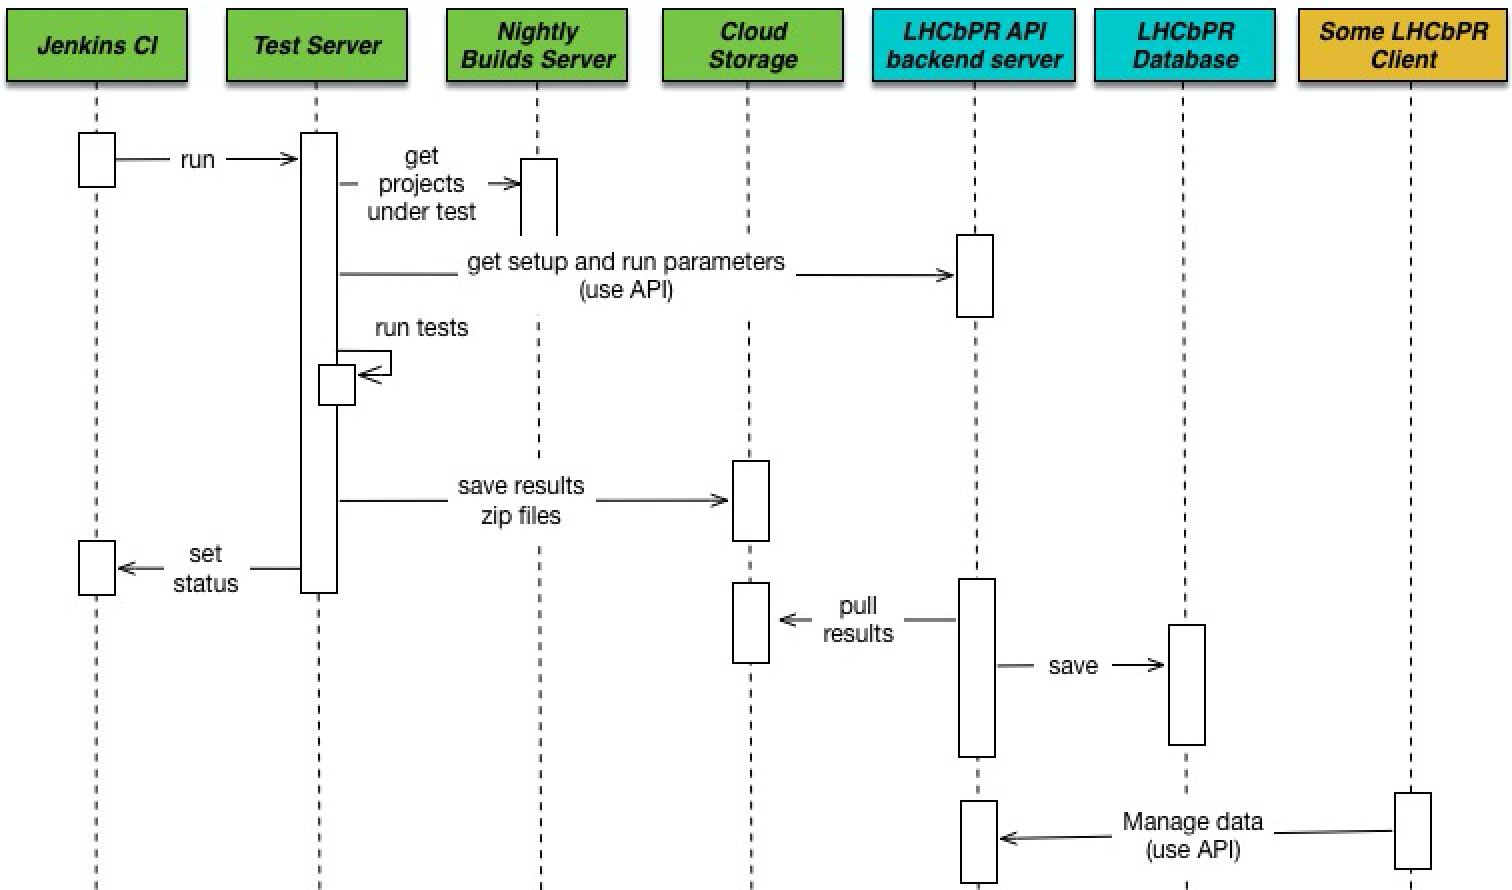 Jenkins CI
Test Server
Nightly
Builds Server
Cloud
Storage
LHCbPR API
backend server
LHCbPR
Database
Some LHCbPR
Client
run
get
projects
under test
get setup and run parameters
(use API)
run tests
save results
zip files
set
status
pull
results
save
Manage data
(use API)